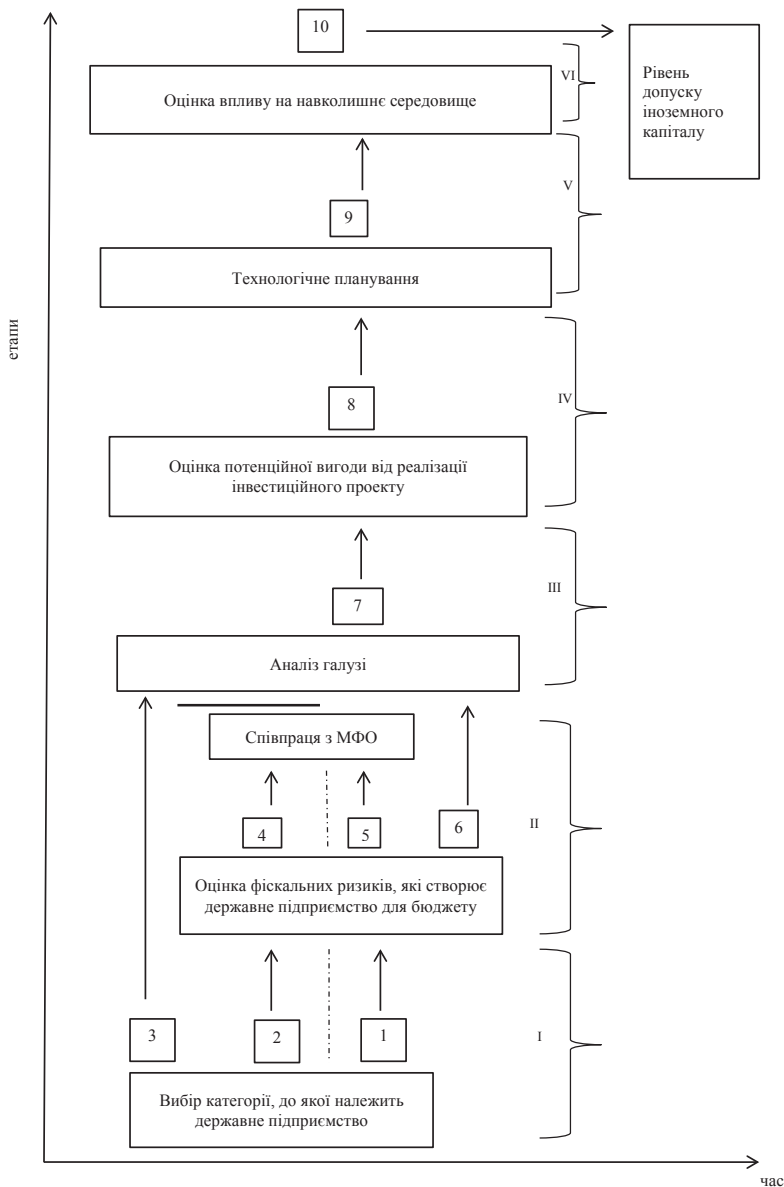 10
Рівень
допуску
іноземного
капіталу
VI
Оцінка впливу на навколишнє середовище
V
9
Технологічне планування
етапи
IV
8
Оцінка потенційної вигоди від реалізації
інвестиційного проекту
III
7
Аналіз галузі
Співпраця з МФО
II
4
5
6
Оцінка фіскальних ризиків, які створює
державне підприємство для бюджету
I
3
2
1
Вибір категорії, до якої належить
державне підприємство
час